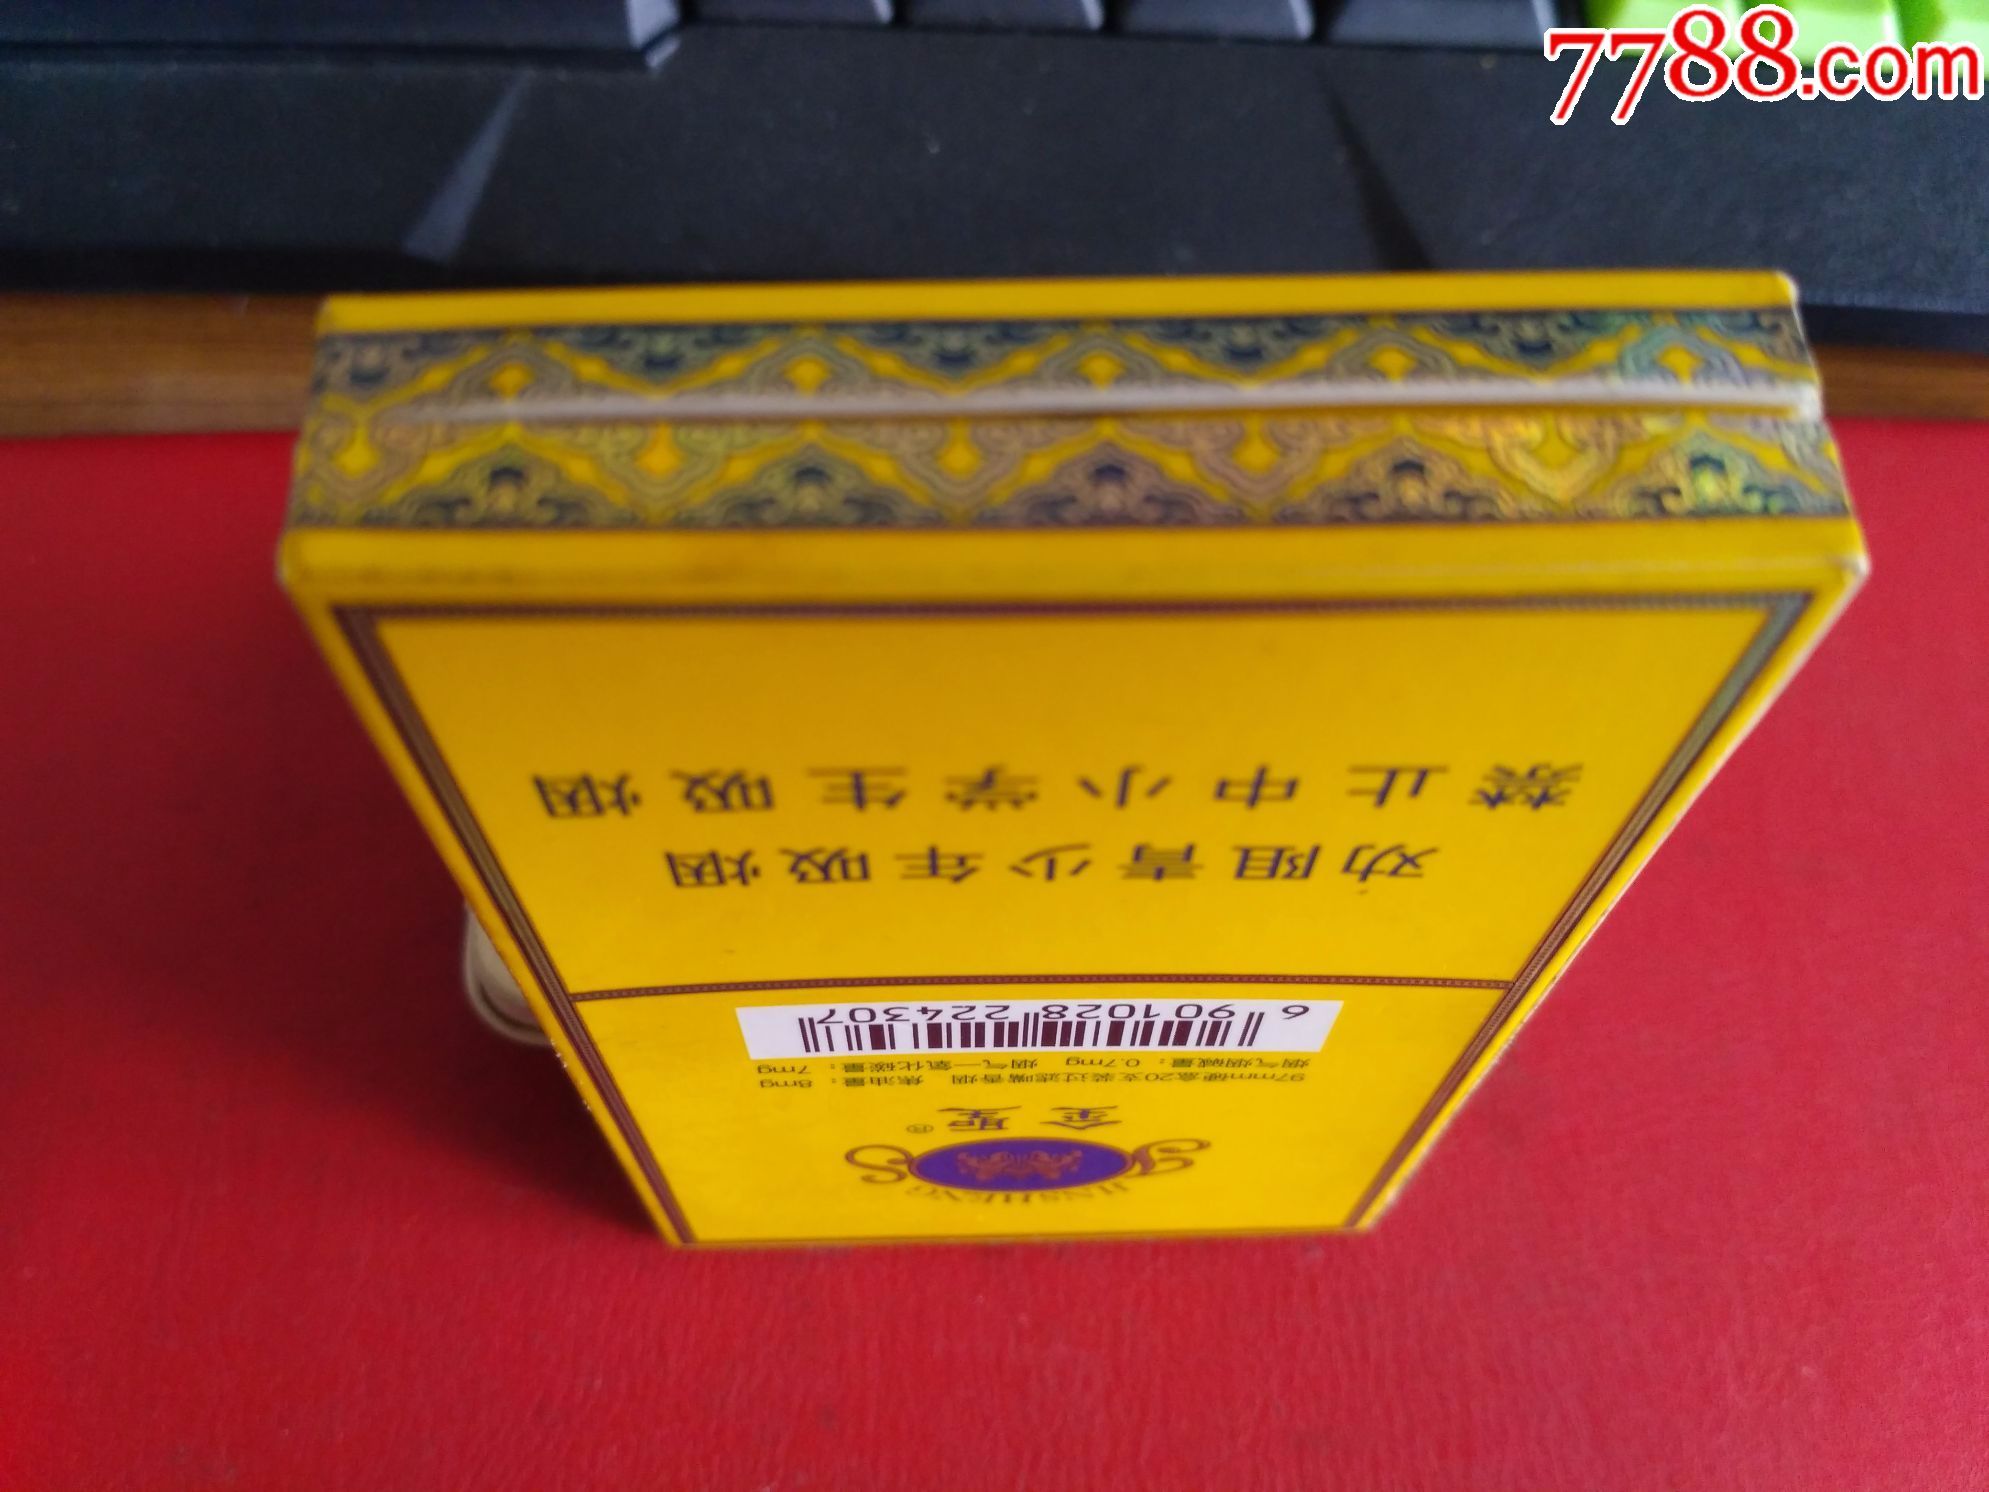 7788.com
JINSHENG
金聖®
97mm硬盒20支装过滤嘴香烟 焦油量：8mg
烟气烟碱量：0.7mg 烟气一氧化碳量：7mg
6 901028 224307
劝阻青少年吸烟
禁止中小学生吸烟